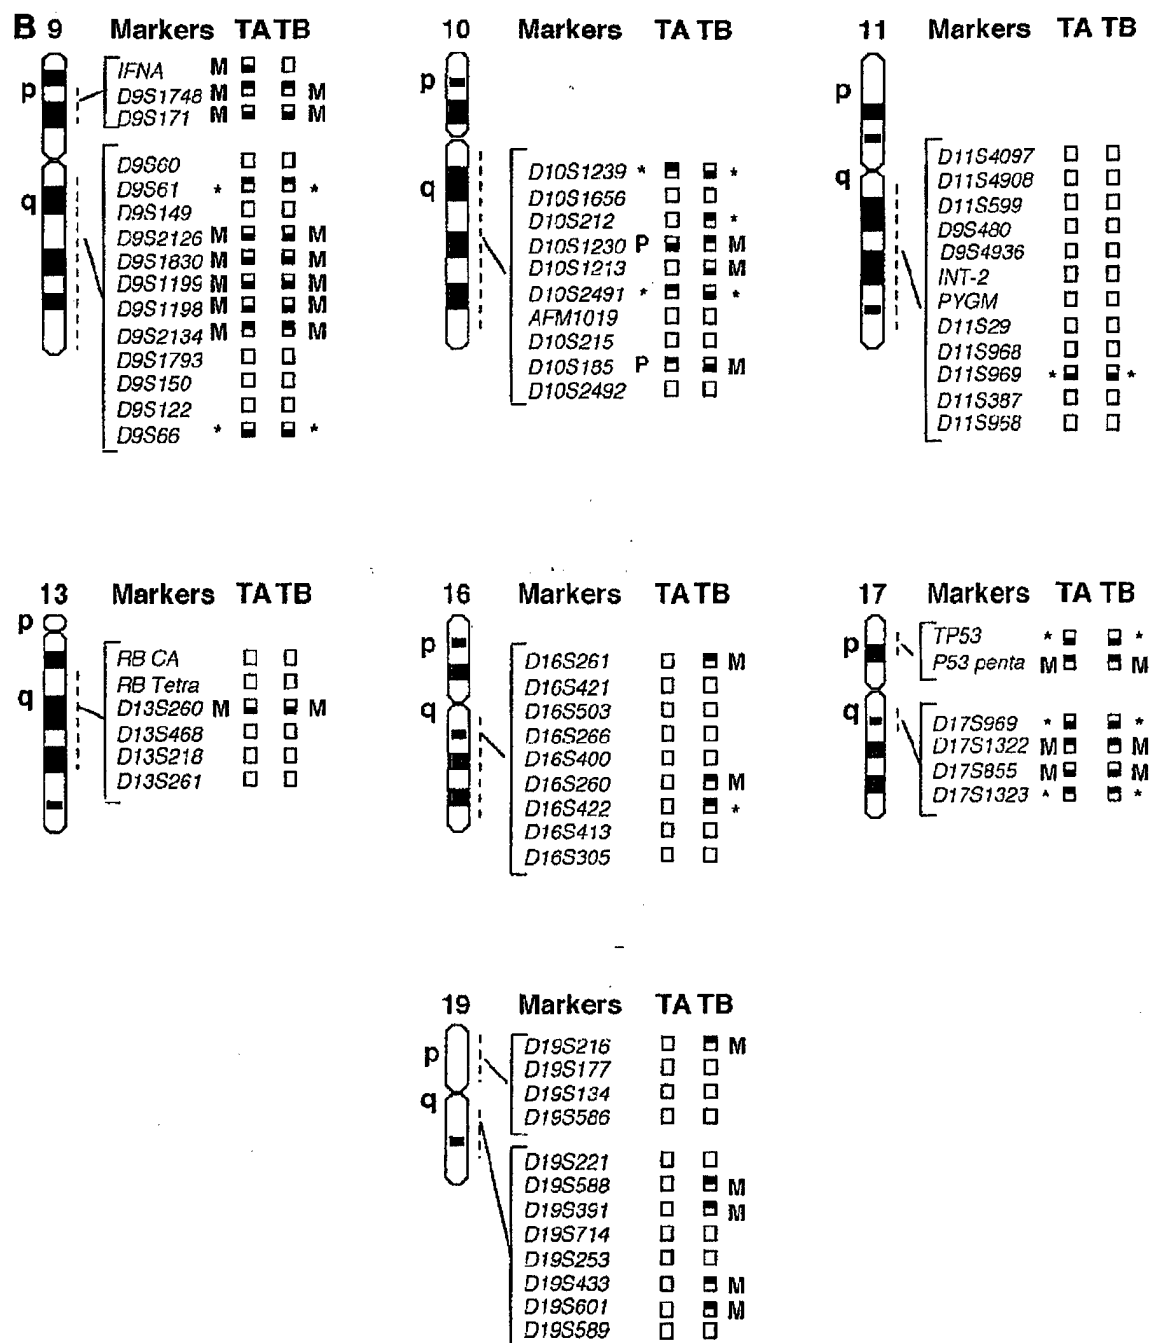 B 9 Markers TA TB
p
q
IFNA M
D9S1748 M M
D9S171 M M
D9S60
D9S61 * *
D9S149
D9S2126 M M
D9S1830 M M
D9S1199 M M
D9S1198 M M
D9S2134 M M
D9S1793
D9S150
D9S122
D9S66 * *
10 Markers TA TB
p
q
D10S1239 * *
D10S1656
D10S212 *
D10S1230 P M
D10S1213 M
D10S2491 * *
AFM1019
D10S215
D10S185 P M
D10S2492
11 Markers TA TB
p
q
D11S4097
D11S4908
D11S599
D9S480
D9S4936
INT-2
PYGM
D11S29
D11S968
D11S969 * *
D11S387
D11S968
13 Markers TA TB
p
q
RB CA
RB Tetra
D13S260 M M
D13S468
D13S218
D13S261
16 Markers TA TB
p
q
D16S261 M
D16S421
D16S503
D16S266
D16S400
D16S260 M
D16S422 *
D16S413
D16S305
17 Markers TA TB
p
q
TP53 * *
P53 penta M M
D17S969 * *
D17S1322 M M
D17S855 M M
D17S1323 * *
19 Markers TA TB
p
q
D19S216 M
D19S177
D19S134
D19S586
D19S221
D19S588 M
D19S391 M
D19S714
D19S253
D19S433 M
D19S601 M
D19S589